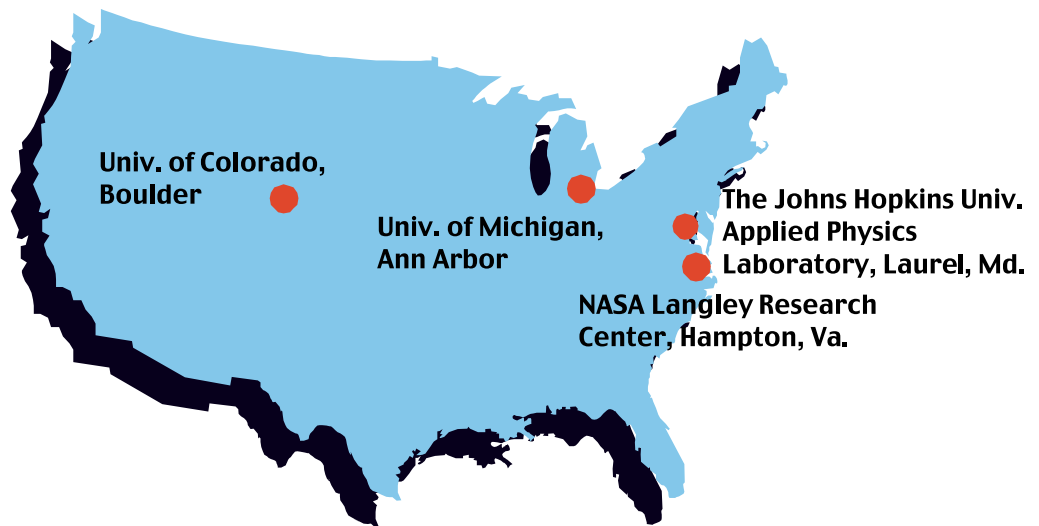 Univ. of Colorado,
Boulder
Univ. of Michigan,
Ann Arbor
The Johns Hopkins Univ.
Applied Physics
Laboratory, Laurel, Md.
NASA Langley Research
Center, Hampton, Va.